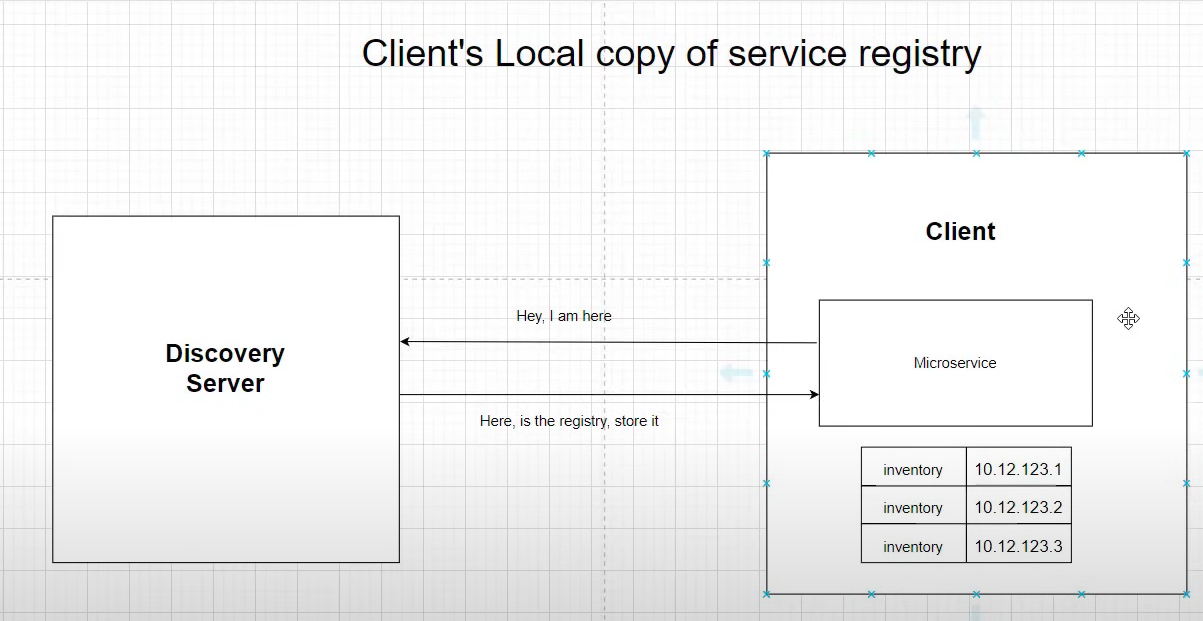 Client's Local copy of service registry
Client
Hey, I am here
Discovery
Server
Microservice
Here, is the registry, store it
inventory 10.12.123.1
inventory 10.12.123.2
inventory 10.12.123.3